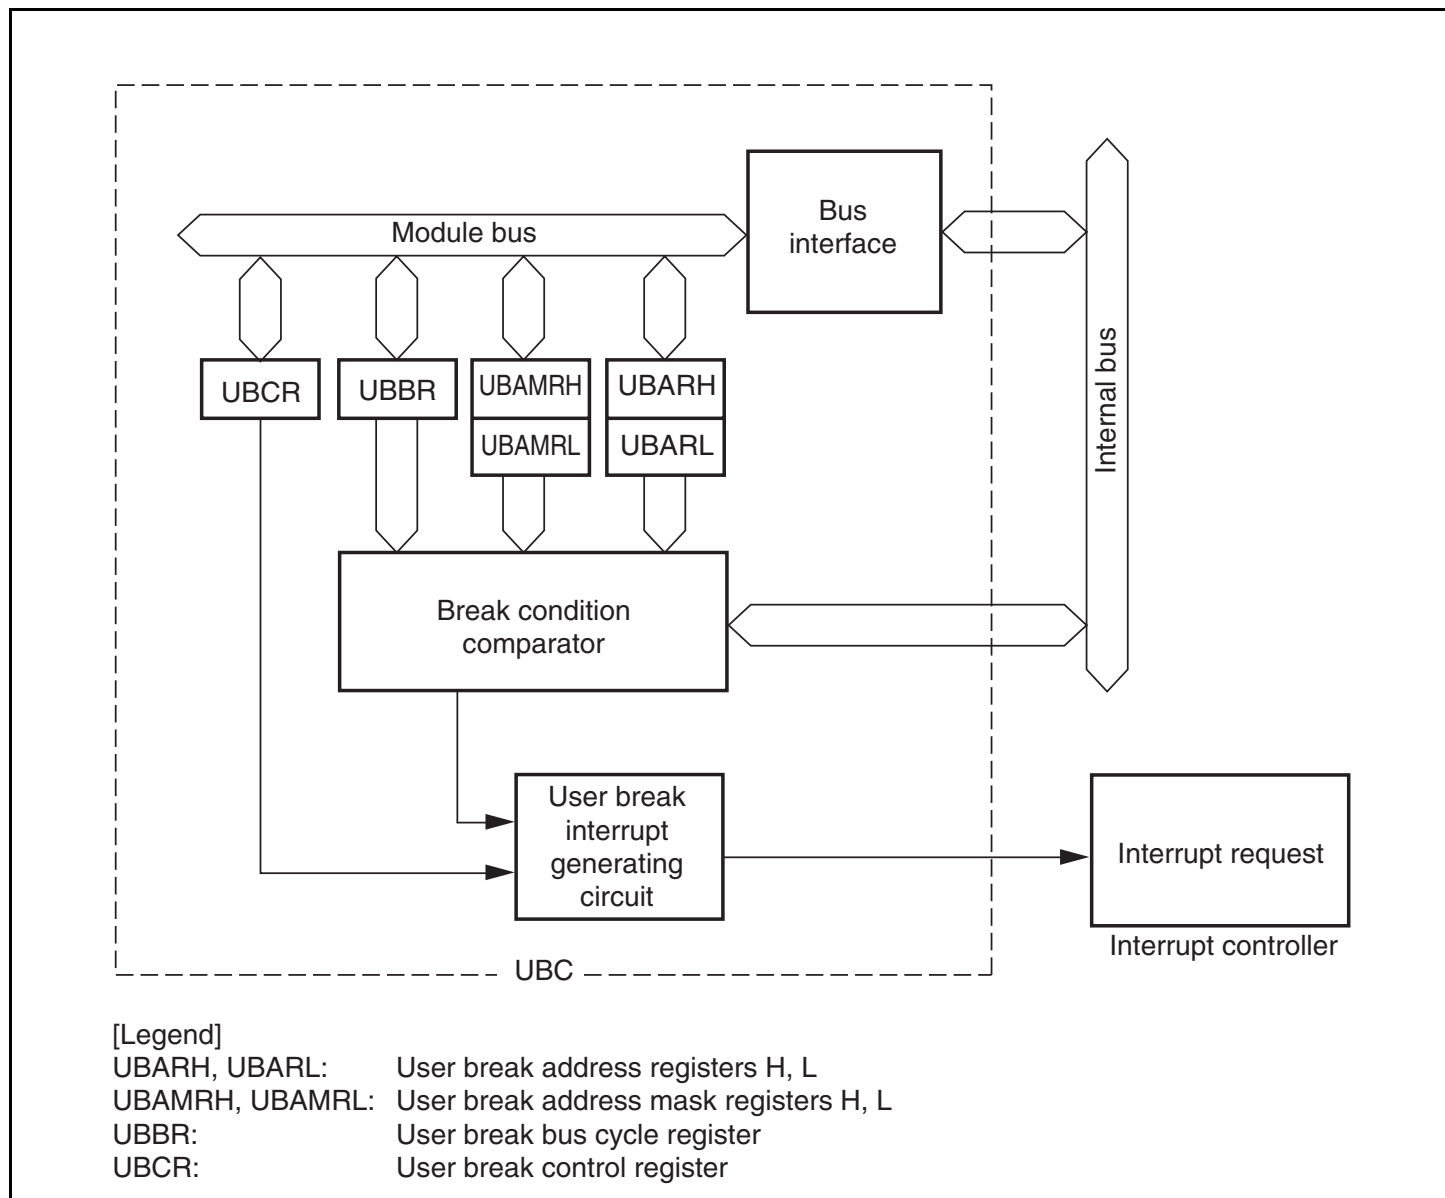 Bus
interface
Module bus
Internal bus
UBCR
UBBR
UBAMRH
UBARH
UBAMRL
UBARL
Break condition
comparator
User break
interrupt
generating
circuit
Interrupt request
Interrupt controller
UBC
[Legend]
UBARH, UBARL: User break address registers H, L
UBAMRH, UBAMRL: User break address mask registers H, L
UBBR: User break bus cycle register
UBCR: User break control register